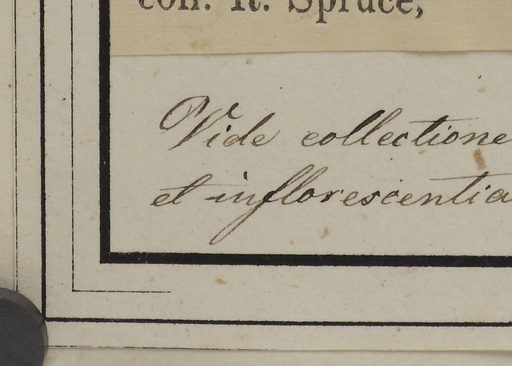 coll. R. Spruce,
Vide collectione
et inflorescentia